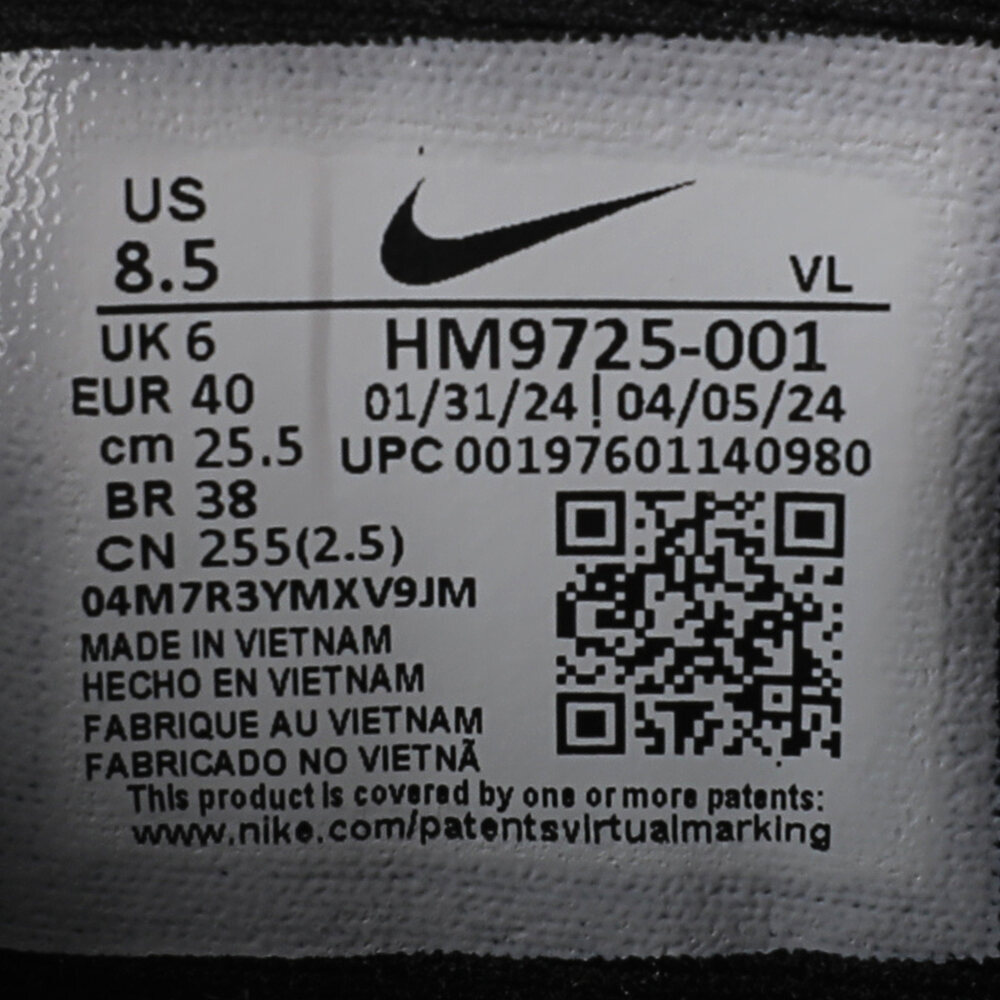 US
8.5
VL
UK 6
HM9725-001
EUR 40
01/31/24 | 04/05/24
cm 25.5
UPC 001976011409​80
BR 38
CN 255(2.5)
04M7R3YMXV9JM
MADE IN VIETNAM
HECHO EN VIETNAM
FABRIQUE AU VIETNAM
FABRICADO NO VIETNÃ
This product is covered by one or more patents:
www.nike.com/patentsvirtualmarking